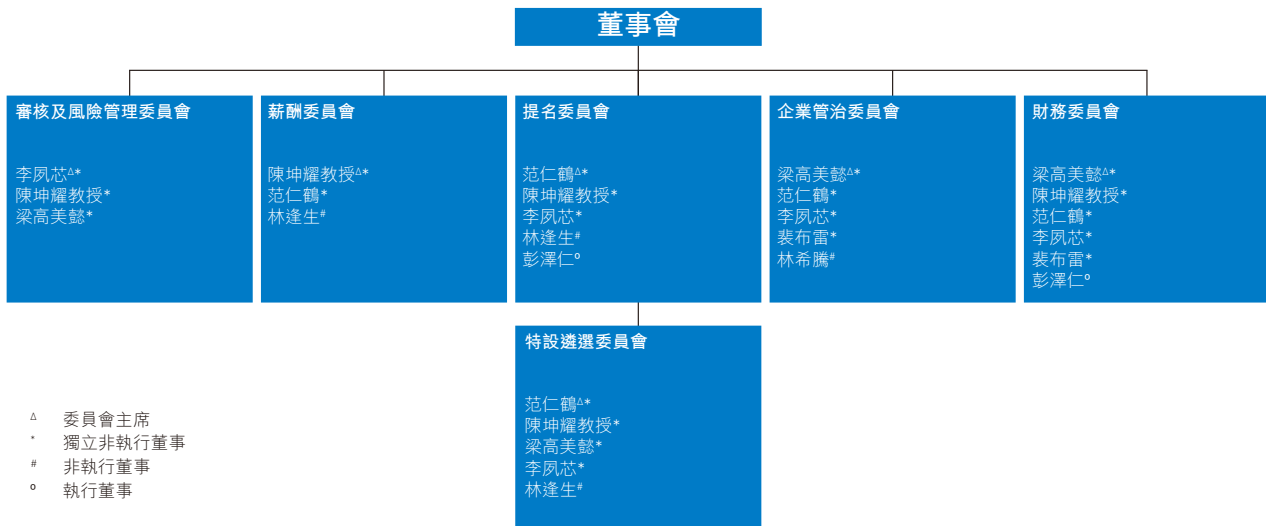 董事會
審核及風險管理委員會
李夙芯△*
陳坤耀教授*
梁高美懿*
薪酬委員會
陳坤耀教授△*
范仁鶴*
林逢生#
提名委員會
范仁鶴△*
陳坤耀教授*
李夙芯*
林逢生#
彭澤仁º
企業管治委員會
梁高美懿△*
范仁鶴*
李夙芯*
裴布雷*
林希騰#
財務委員會
梁高美懿△*
陳坤耀教授*
范仁鶴*
李夙芯*
裴布雷*
彭澤仁º
特設遴選委員會
范仁鶴△*
陳坤耀教授*
梁高美懿*
李夙芯*
林逢生#
△ 委員會主席
* 獨立非執行董事
# 非執行董事
º 執行董事